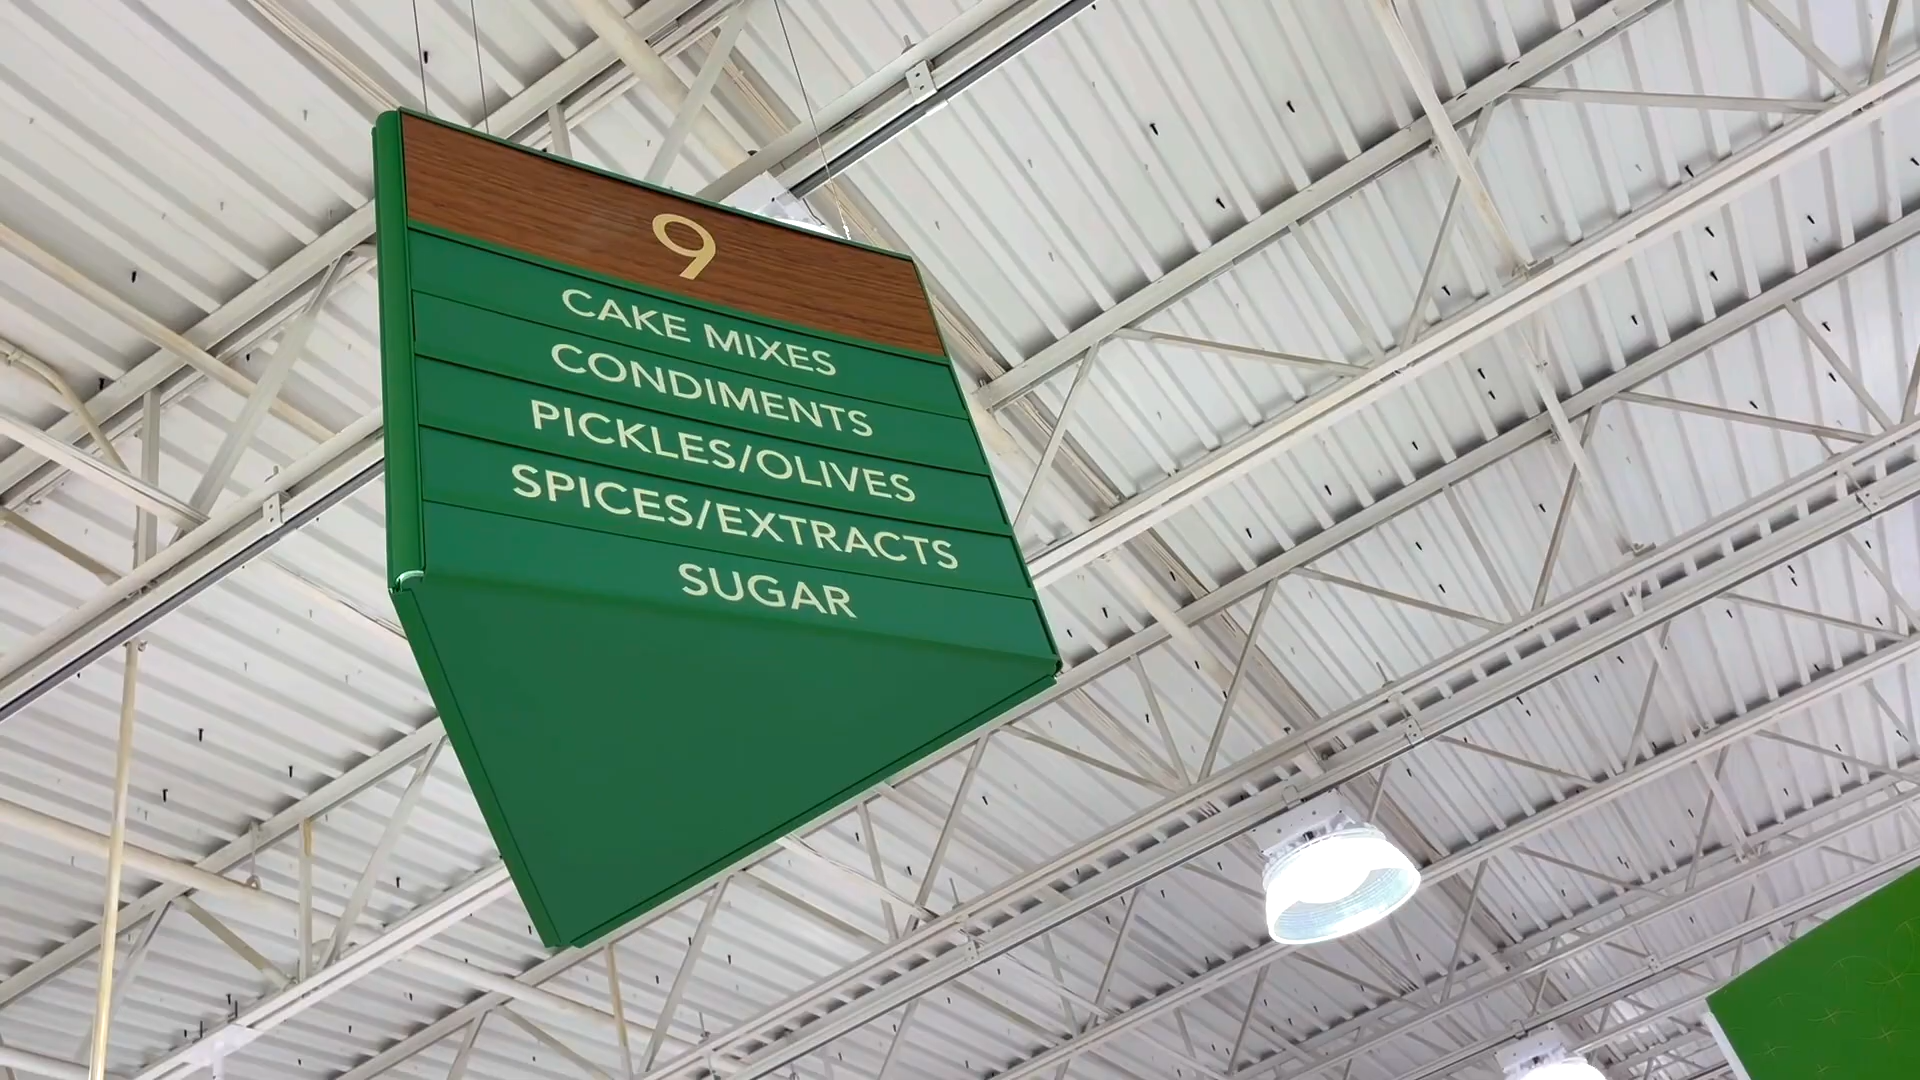 9
CAKE MIXES
CONDIMENTS
PICKLES/OLIVES
SPICES/EXTRACTS
SUGAR